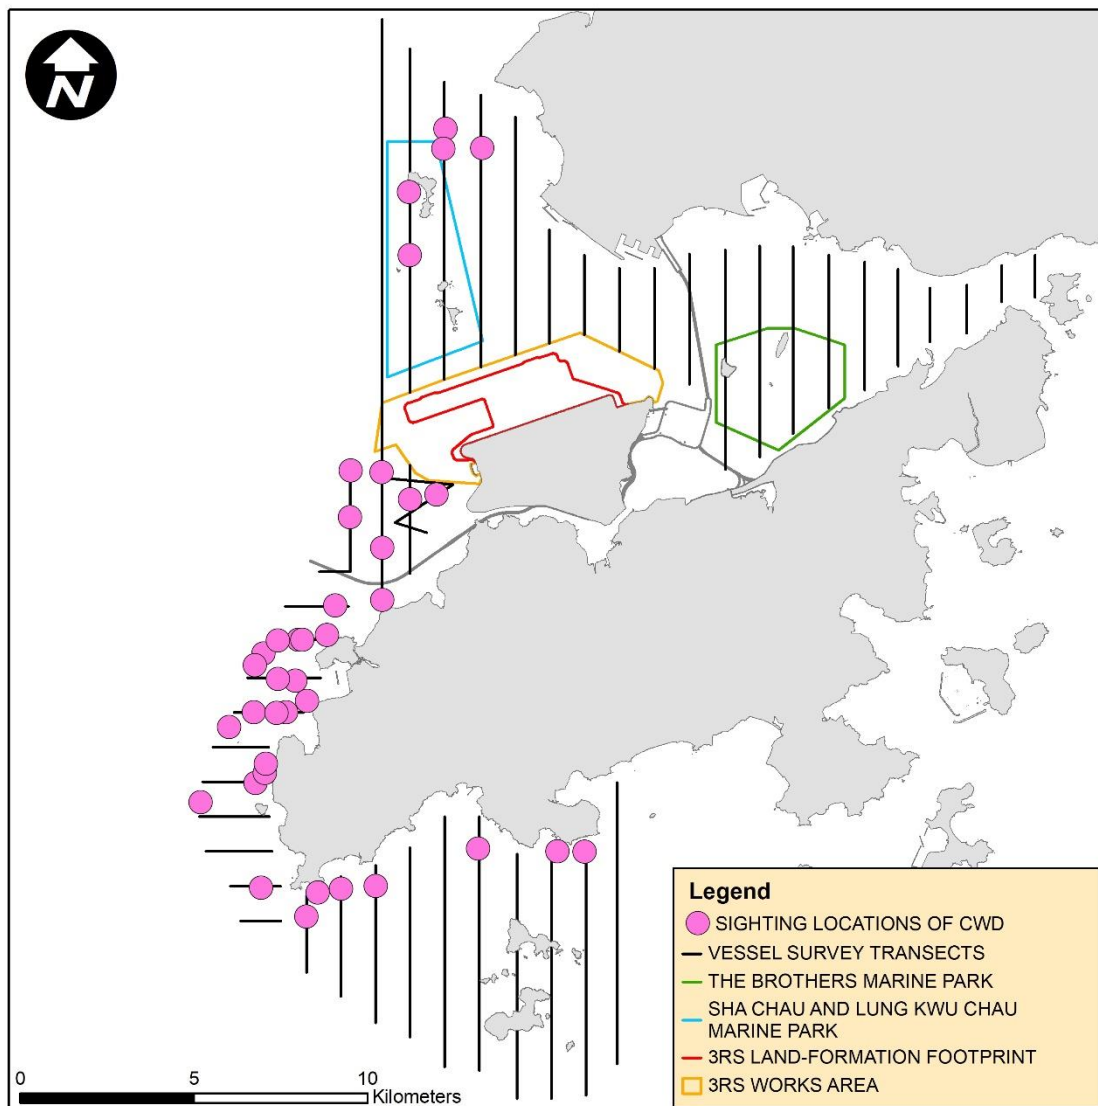 N
Legend
SIGHTING LOCATIONS OF CWD
VESSEL SURVEY TRANSECTS
THE BROTHERS MARINE PARK
SHA CHAU AND LUNG KWU CHAU
MARINE PARK
3RS LAND-FORMATION FOOTPRINT
3RS WORKS AREA
0 5 10
Kilometers